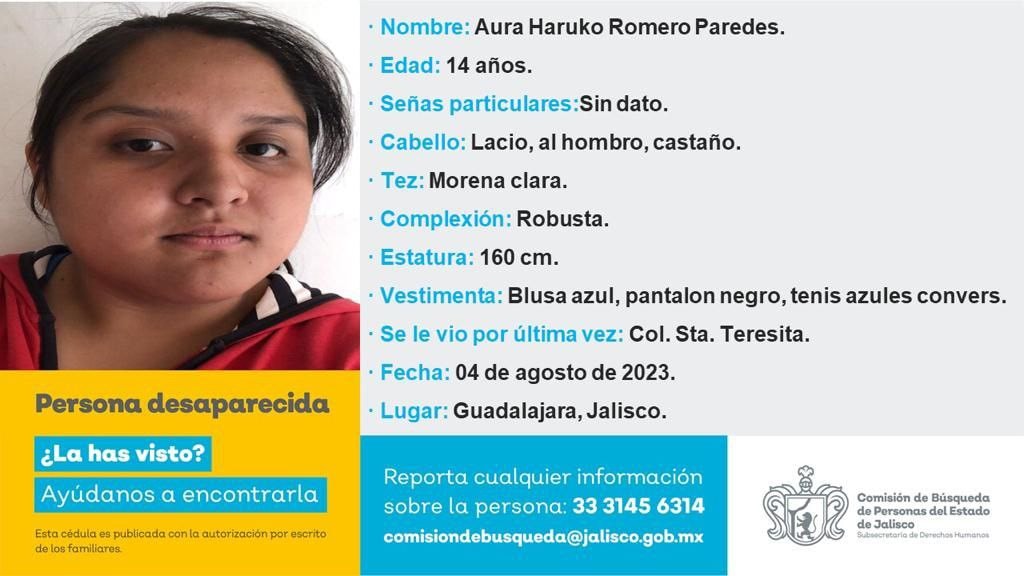 · Nombre: Aura Haruko Romero Paredes.
· Edad: 14 años.
· Señas particulares:Sin dato.
· Cabello: Lacio, al hombro, castaño.
· Tez: Morena clara.
· Complexión: Robusta.
· Estatura: 160 cm.
· Vestimenta: Blusa azul, pantalon negro, tenis azules convers.
· Se le vio por última vez: Col. Sta. Teresita.
· Fecha: 04 de agosto de 2023.
· Lugar: Guadalajara, Jalisco.
Persona desaparecida
¿La has visto?
Ayúdanos a encontrarla
Esta cédula es publicada con la autorización por escrito
de los familiares.
Reporta cualquier información
sobre la persona: 33 3145 6314
comisiondebusqueda@jalisco.gob.mx
Comisión de Búsqueda
de Personas del Estado
de Jalisco
Subsecretaría de Derechos Humanos